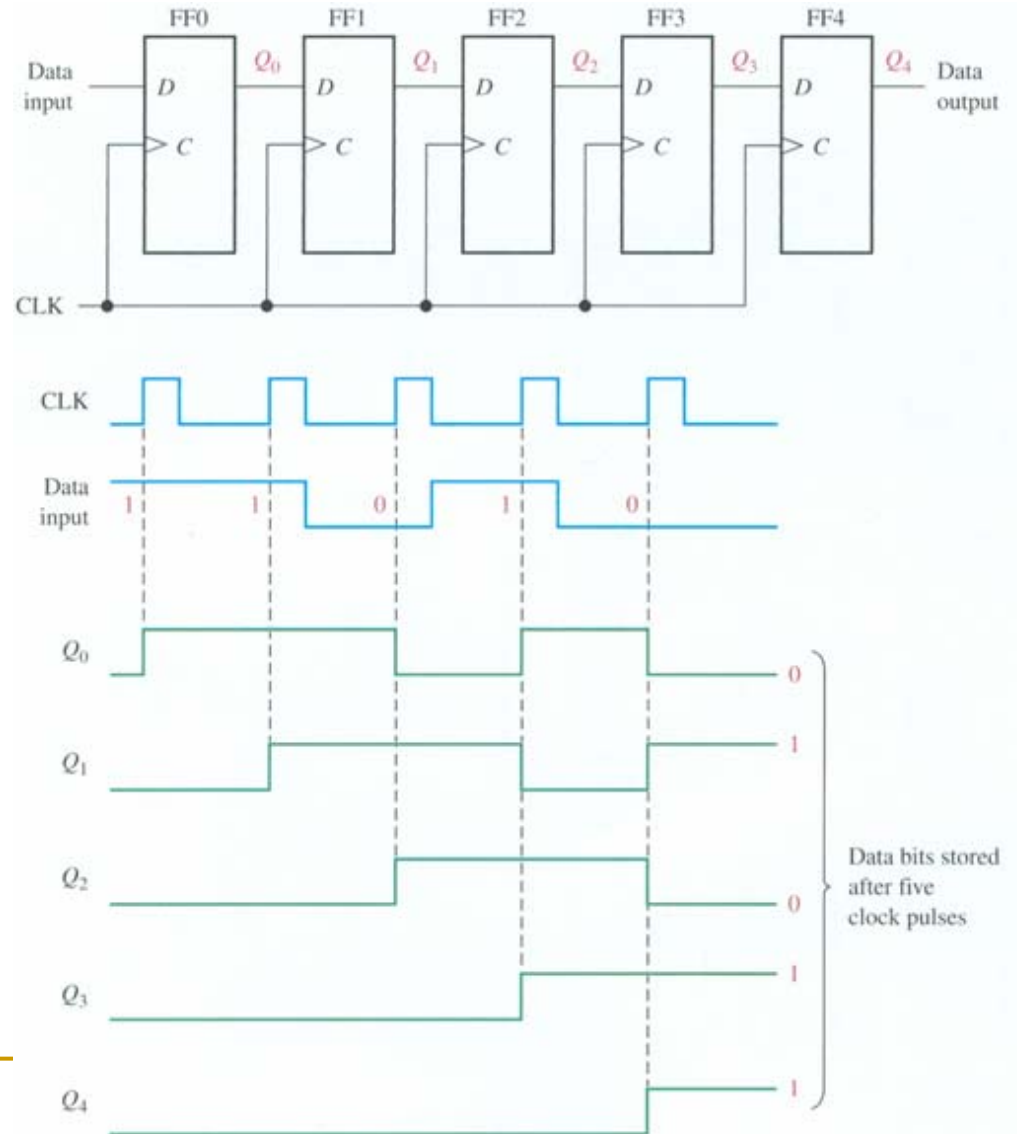 FF0 FF1 FF2 FF3 FF4
Data
input
Q0 Q1 Q2 Q3 Q4
Data
output
D D D D D
C C C C C
CLK
CLK
Data
input
1 1 0 1 0
Q0
0
Q1
1
Q2
0
Data bits stored
after five
clock pulses
Q3
1
Q4
1